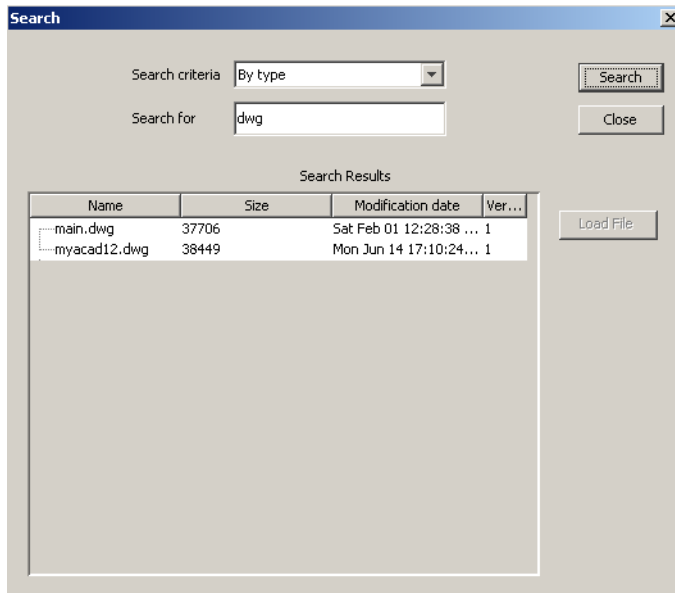 Search
Search criteria By type Search
Search for dwg Close
Search Results
Name Size Modification date Ver...
main.dwg 37706 Sat Feb 01 12:28:38 ... 1
myacad12.dwg 38449 Mon Jun 14 17:10:24... 1
Load File